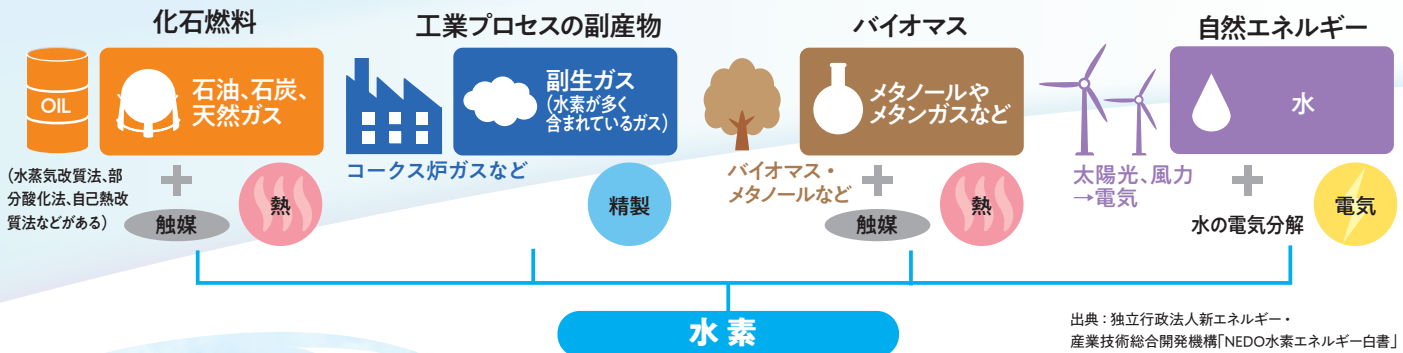 化石燃料
OIL
石油、石炭、
天然ガス
(水蒸気改質法、部
分酸化法、自己熱改
質法などがある)
触媒
熱
工業プロセスの副産物
副生ガス
(水素が多く
含まれているガス)
コークス炉ガスなど
精製
バイオマス
メタノールや
メタンガスなど
バイオマス・
メタノールなど
触媒
熱
自然エネルギー
水
太陽光、風力
→電気
水の電気分解
電気
水素
出典:独立行政法人新エネルギー・
産業技術総合開発機構「NEDO水素エネルギー白書」